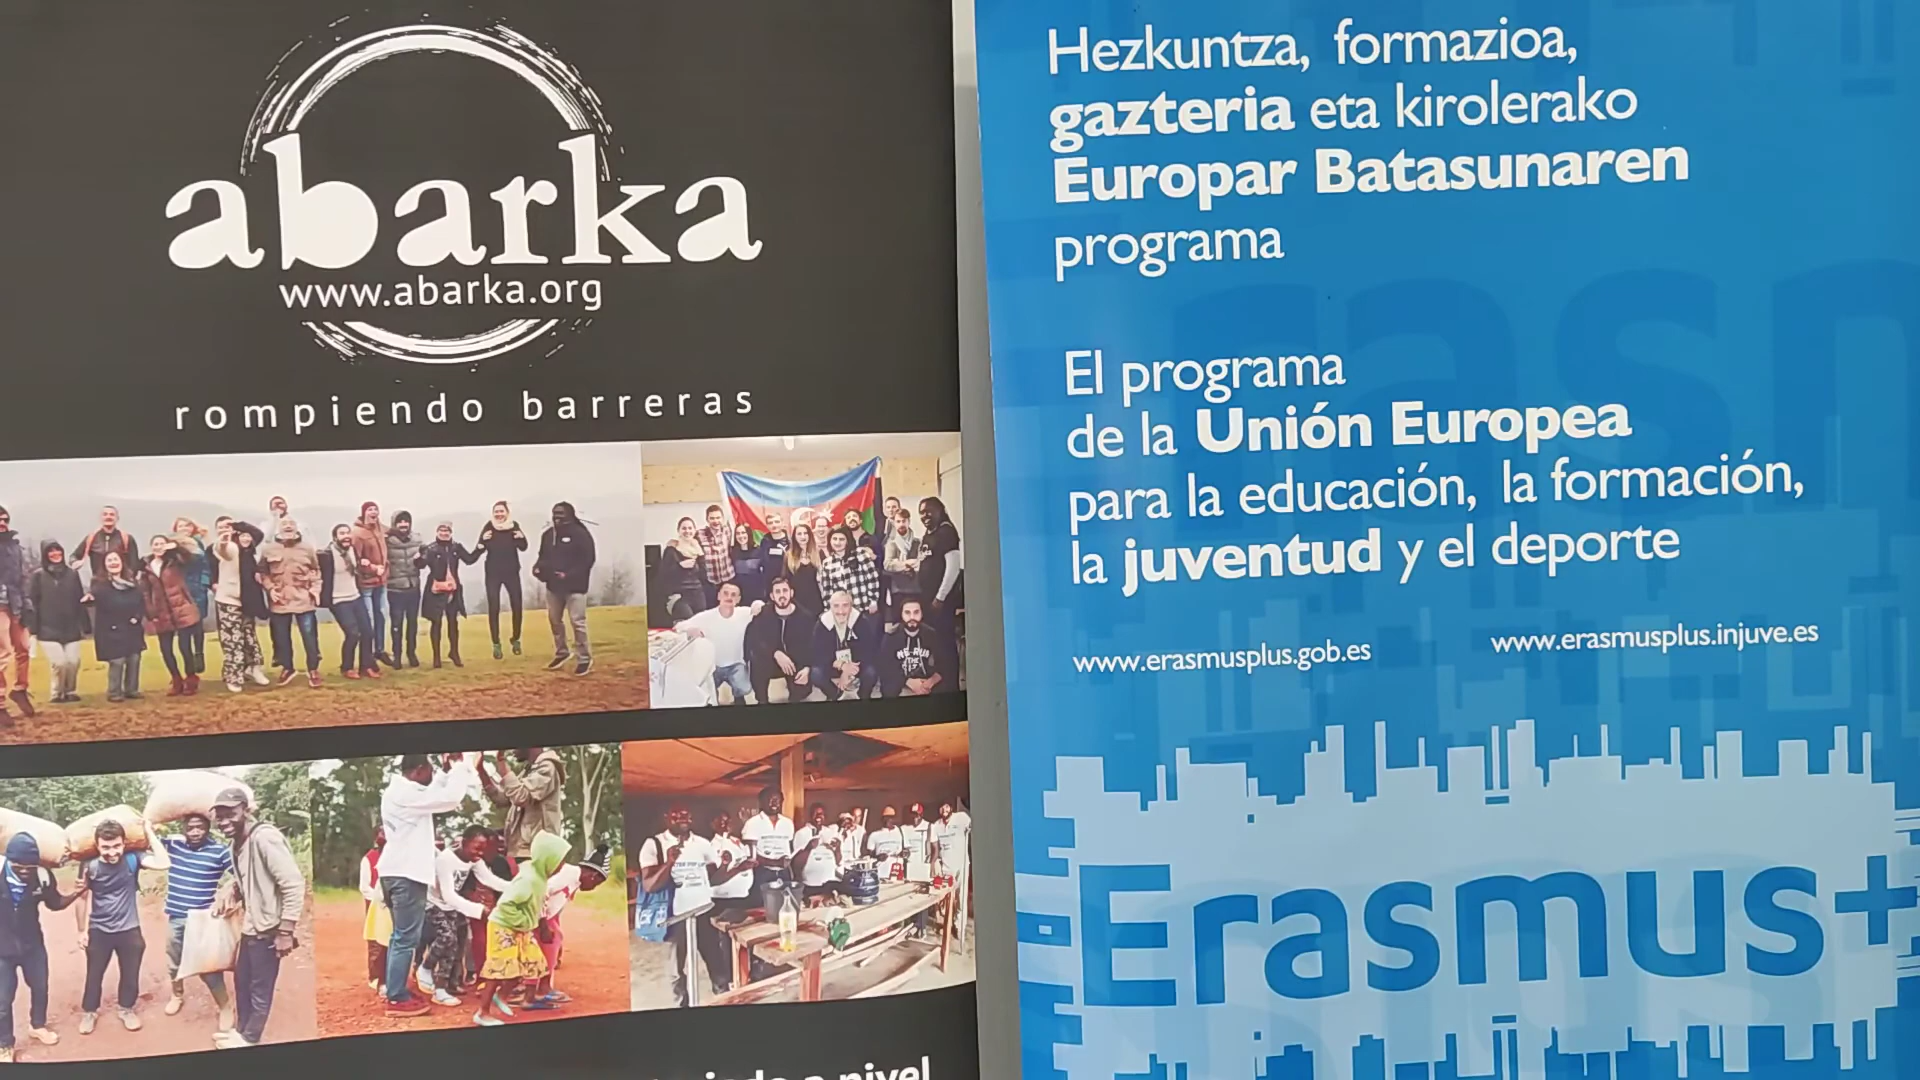 abarka
www.abarka.org
rompiendo barreras
a nivel
Hezkuntza, formazioa,
gazteria eta kirolerako
Europar Batasunaren
programa
El programa
de la Unión Europea
para la educación, la formación,
la juventud y el deporte
www.erasmusplus.gob.es
www.erasmusplus.injuve.es
Erasmus+